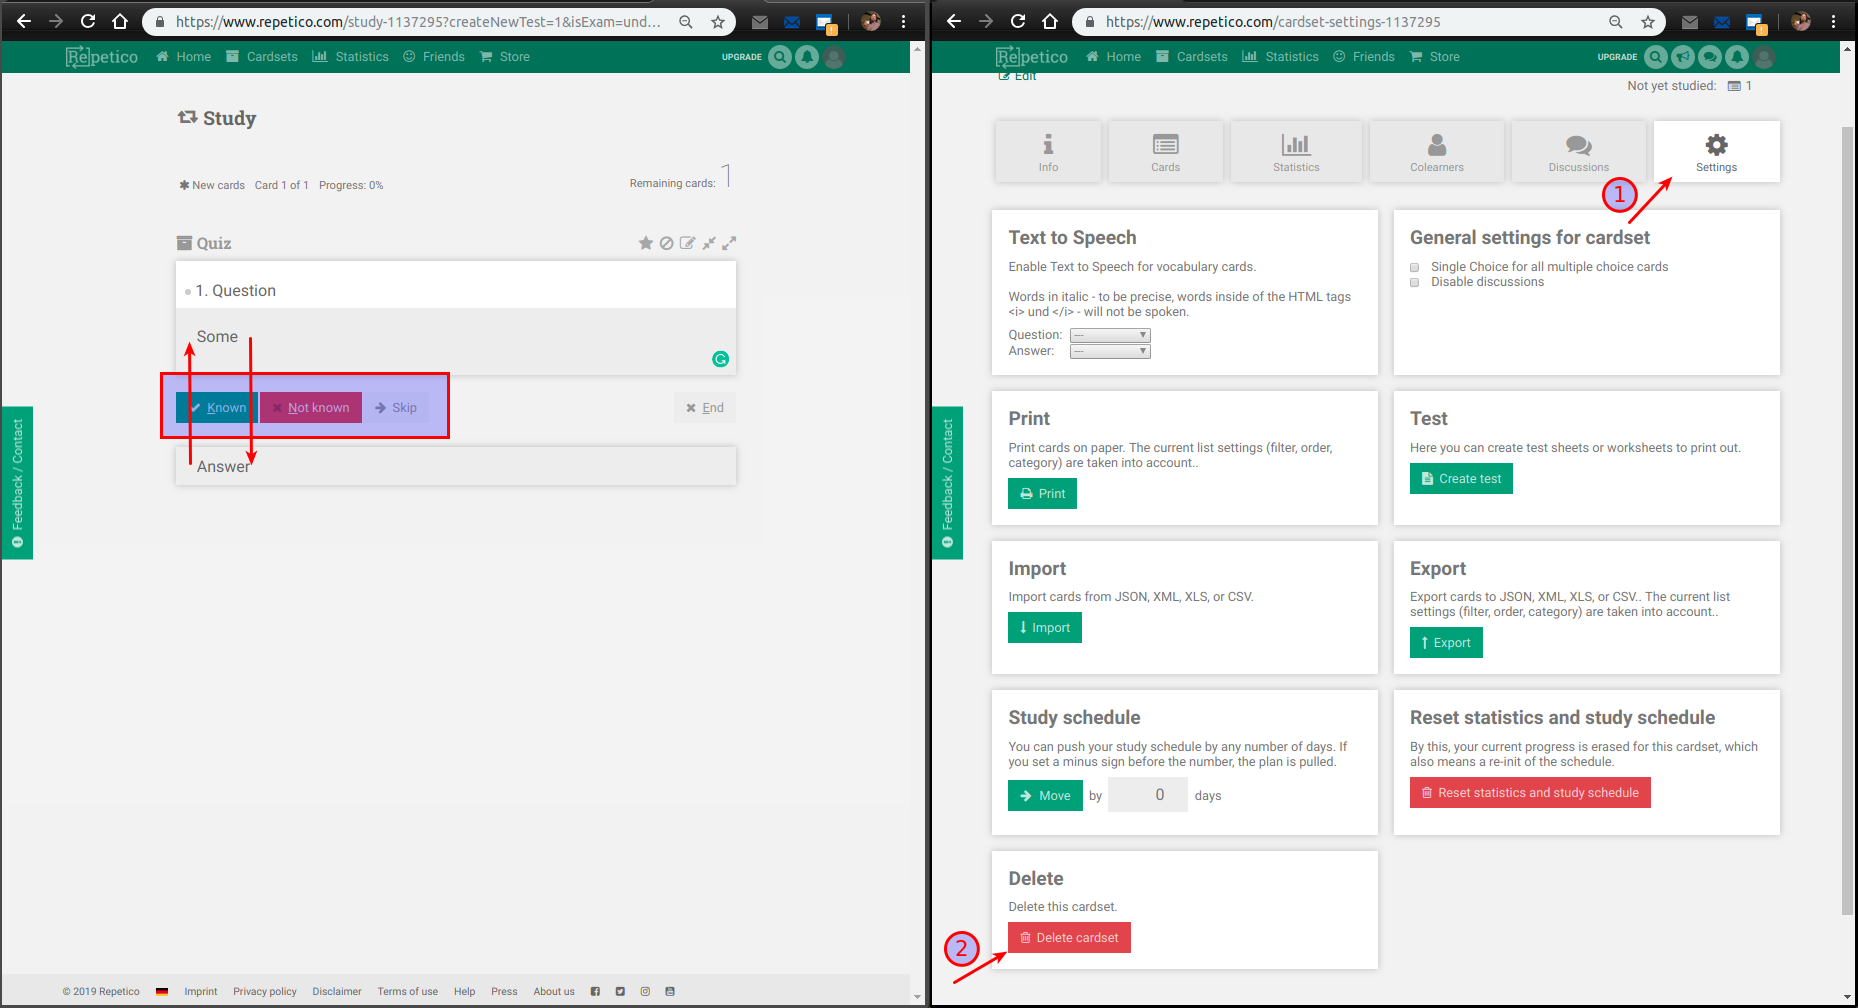 https://www.repetico.com/study-1137295?createNewTest=1&isExam=und...
[Re]petico Home Cardsets Statistics Friends Store UPGRADE
Study
✱ New cards Card 1 of 1 Progress: 0% Remaining cards: 1
Quiz
1. Question
Some
✓ Known ✖ Not known → Skip ✖ End
Answer
Feedback / Contact
© 2019 Repetico Imprint Privacy policy Disclaimer Terms of use Help Press About us
https://www.repetico.com/cardset-settings-1137295
[Re]petico Home Cardsets Statistics Friends Store UPGRADE
Edit
Not yet studied: 1
Info Cards Statistics Colearners Discussions Settings
1
Text to Speech
Enable Text to Speech for vocabulary cards.
Words in italic - to be precise, words inside of the HTML tags
<i> und </i> - will not be spoken.
Question: ---
Answer: ---
General settings for cardset
Single Choice for all multiple choice cards
Disable discussions
Print
Print cards on paper. The current list settings (filter, order,
category) are taken into account..
Print
Test
Here you can create test sheets or worksheets to print out.
Create test
Feedback / Contact
Import
Import cards from JSON, XML, XLS, or CSV.
Import
Export
Export cards to JSON, XML, XLS, or CSV.. The current list
settings (filter, order, category) are taken into account..
Export
Study schedule
You can push your study schedule by any number of days. If
you set a minus sign before the number, the plan is pulled.
Move by 0 days
Reset statistics and study schedule
By this, your current progress is erased for this cardset, which
also means a re-init of the schedule.
Reset statistics and study schedule
Delete
Delete this cardset.
Delete cardset
2